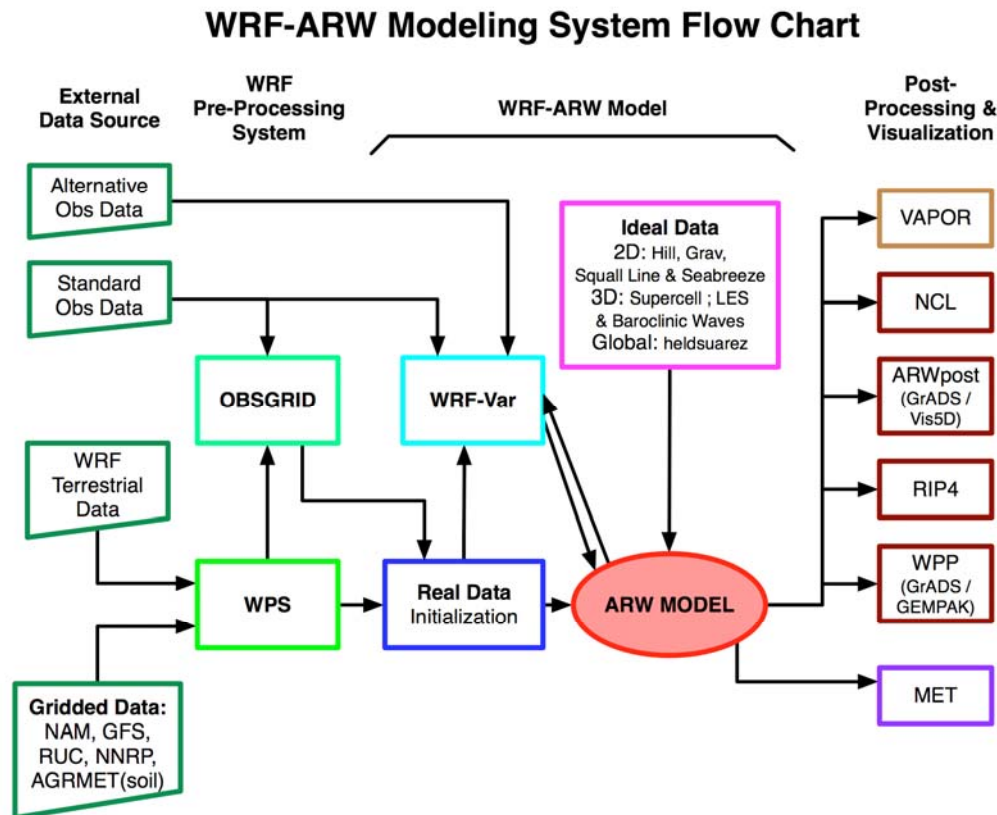 WRF-ARW Modeling System Flow Chart
External
Data Source
WRF
Pre-Processing
System
WRF-ARW Model
Post-
Processing &
Visualization
Alternative
Obs Data
Standard
Obs Data
WRF
Terrestrial
Data
Gridded Data:
NAM, GFS,
RUC, NNRP,
AGRMET(soil)
OBSGRID
WPS
WRF-Var
Real Data
Initialization
Ideal Data
2D: Hill, Grav,
Squall Line & Seabreeze
3D: Supercell ; LES
& Baroclinic Waves
Global: heldsuarez
ARW MODEL
VAPOR
NCL
ARWpost
(GrADS /
Vis5D)
RIP4
WPP
(GrADS /
GEMPAK)
MET